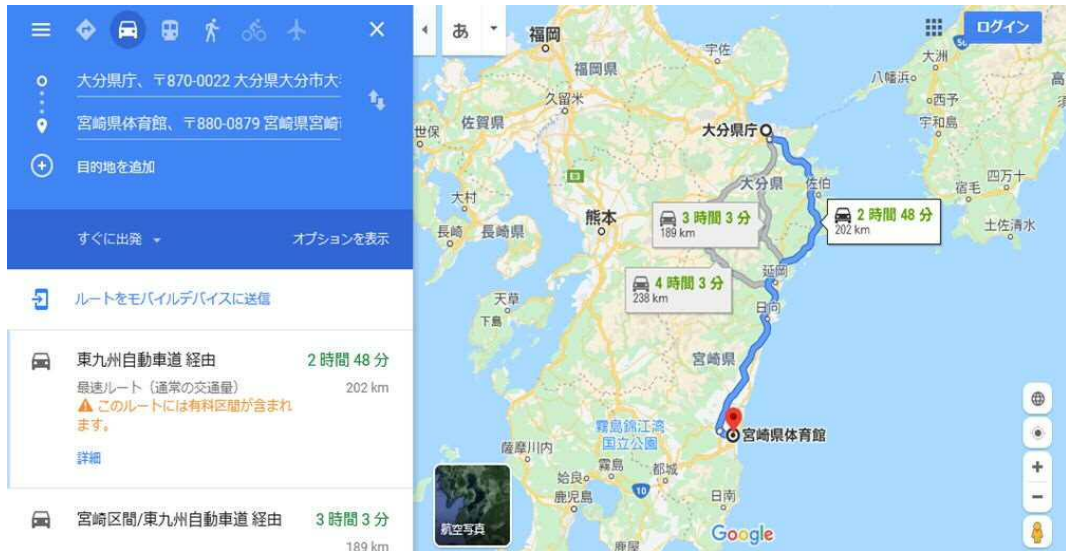 大分県庁、〒870-0022 大分県大分市大
宮崎県体育館、〒880-0879 宮崎県宮崎
目的地を追加
すぐに出発
オプションを表示
ルートをモバイルデバイスに送信
東九州自動車道 経由 2 時間 48 分
最速ルート（通常の交通量） 202 km
このルートには有料区間が含まれ
ます。
詳細
宮崎区間/東九州自動車道 経由 3 時間 3 分
189 km
あ
ログイン
福岡
福岡県
宇佐
大洲
八幡浜
久留米
西予
高
佐賀県
世保
大分県庁
宇和島
大分県
佐伯
四万十
宿毛
大村
熊本
3 時間 3 分
189 km
2 時間 48 分
202 km
土佐清水
長崎
長崎県
4 時間 3 分
238 km
延岡
天草
下島
日向
宮崎県
霧島錦江湾
国立公園
宮崎県体育館
薩摩川内
霧島
都城
姶良
鹿児島
10
日南
航空写真
Google
鹿屋